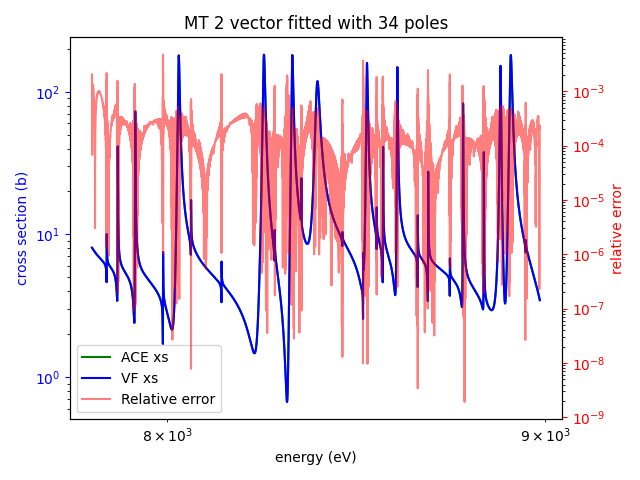 MT 2 vector fitted with 34 poles
cross section (b)
10²
10¹
10⁰
ACE xs
VF xs
Relative error
8 × 10³
9 × 10³
energy (eV)
10⁻³
10⁻⁴
10⁻⁵
10⁻⁶
10⁻⁷
10⁻⁸
10⁻⁹
relative error